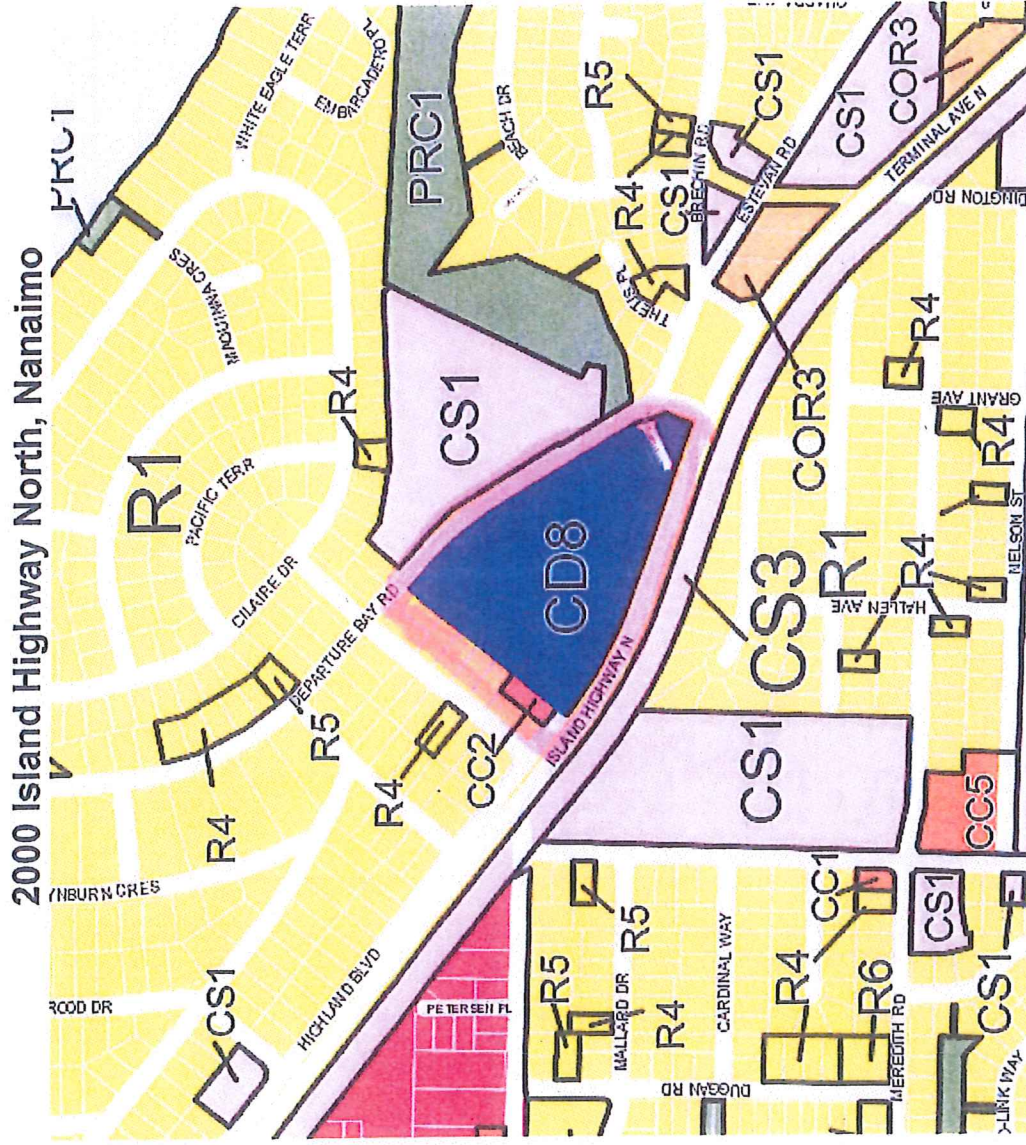 2000 Island Highway North, Nanaimo
PRC1
WHITE EAGLE TERR
EMBARCADERO PL
MAQUINNA CRES
PRC1
BEACH DR
R5
R1
PACIFIC TERR
R4
CS1
R4
CS1
BRECHIN RD
CS1
ESTEVAN RD
CS1
COR3
TERMINAL AVE N
CILAIRE DR
THETIS PL
R4
DEPARTURE BAY RD
R4
R5
R4
CC2
CD8
ISLAND HIGHWAY N
COR3
R4
GRANT AVE
R4
NELSON ST
CS3
R1
HALLEN AVE
R4
CS1
CC5
HIGHLAND BLVD
CS1
PETERSEN PL
R5
R5
MALLARD DR
R4
CARDINAL WAY
CC1
R4
R6
MEREDITH RD
DUGGAN RD
CS1
CS1